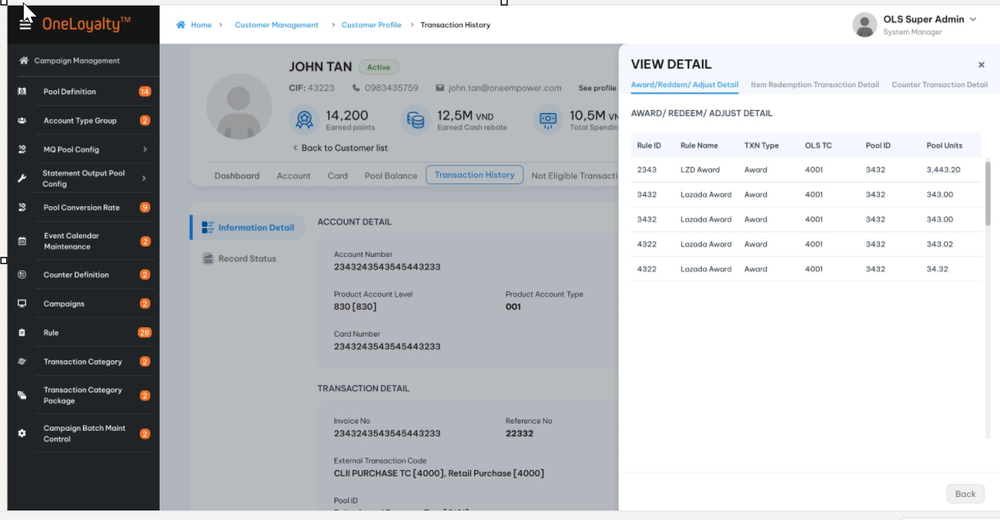 OneLoyalty™
Home > Customer Management > Customer Profile > Transaction History
OLS Super Admin
System Manager
Campaign Management
Pool Definition 14
Account Type Group 2
MQ Pool Config
Statement Output Pool
Config
Pool Conversion Rate 9
Event Calendar
Maintenance 2
Counter Definition 2
Campaigns 2
Rule 28
Transaction Category 2
Transaction Category
Package 2
Campaign Batch Maint
Control 2
JOHN TAN Active
CIF: 43223 0983435759 john.tan@oneempower.com See profile
14,200
Earned points
12,5M VND
Earned Cash rebate
10,5M
Total
< Back to Customer list
Dashboard Account Card Pool Balance Transaction History Not Eligible
Information Detail
Record Status
ACCOUNT DETAIL
Account Number
2343243543545443233
Product Account Level
830 [830]
Product Account Type
001
Card Number
2343243543545443233
TRANSACTION DETAIL
Invoice No
2343243543545443233
Reference No
22332
External Transaction Code
CLII PURCHASE TC [4000], Retail Purchase [4000]
Pool ID
VIEW DETAIL
Award/Reddem/ Adjust Detail Item Redemption Transaction Detail Counter Transaction Detail
AWARD/ REDEEM/ ADJUST DETAIL
Rule ID Rule Name TXN Type OLS TC Pool ID Pool Units
2343 LZD Award Award 4001 3432 3,443.20
3432 Lazada Award Award 4001 3432 343.00
3432 Lazada Award Award 4001 3432 343.00
4322 Lazada Award Award 4001 3432 343.02
4322 Lazada Award Award 4001 3432 34.32
Back